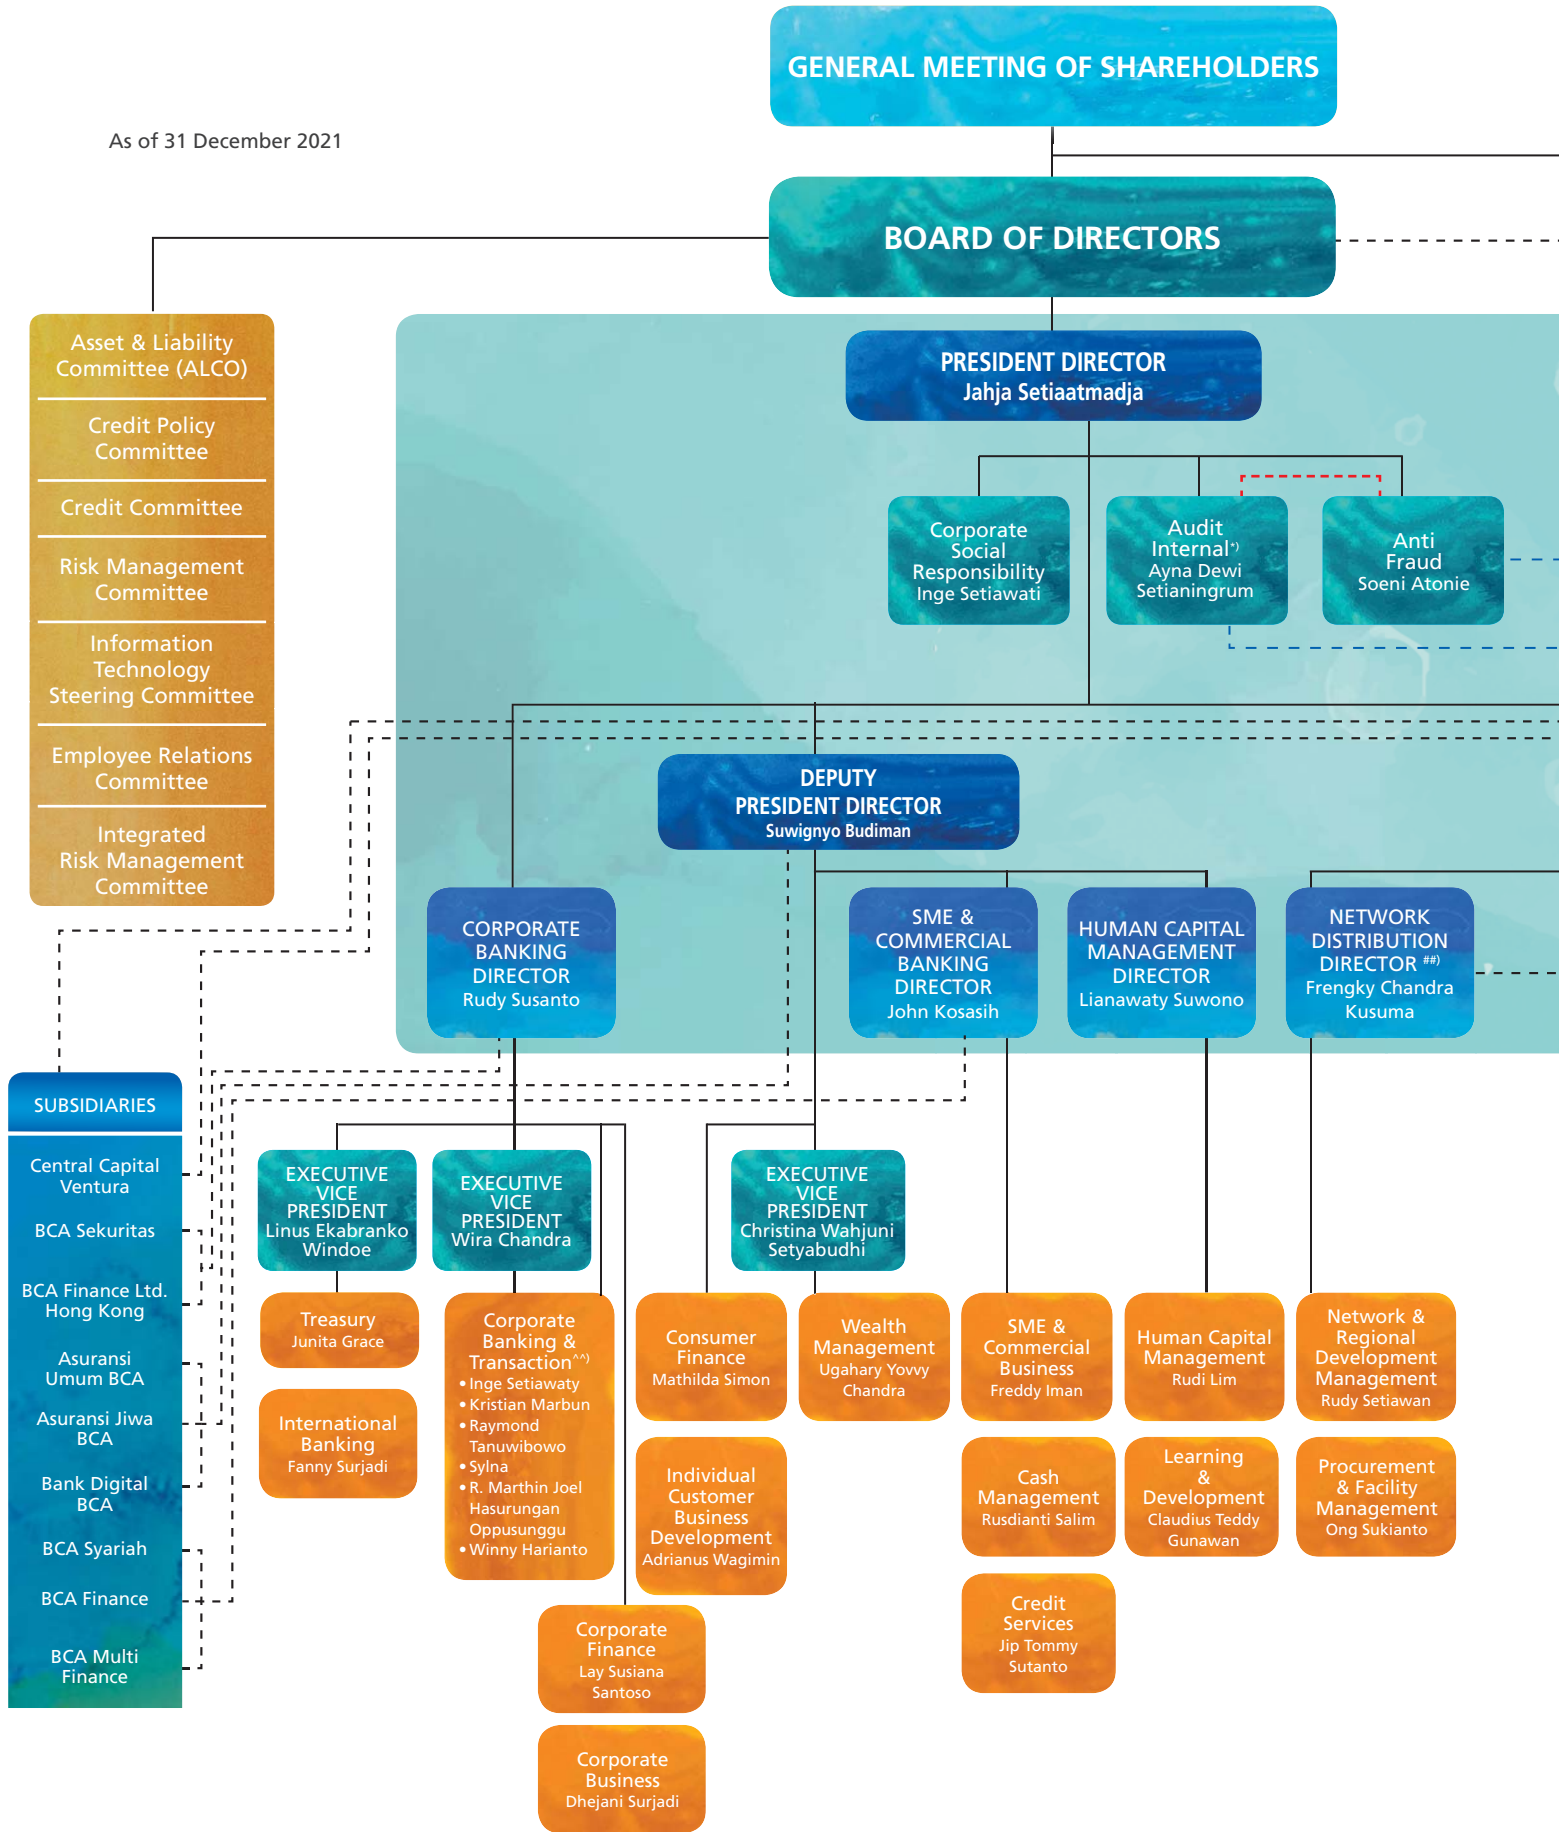 GENERAL MEETING OF SHAREHOLDERS
As of 31 December 2021
BOARD OF DIRECTORS
Asset & Liability
Committee (ALCO)
Credit Policy
Committee
Credit Committee
Risk Management
Committee
Information
Technology
Steering Committee
Employee Relations
Committee
Integrated
Risk Management
Committee
PRESIDENT DIRECTOR
Jahja Setiaatmadja
Corporate
Social
Responsibility
Inge Setiawati
Audit
Internal*)
Ayna Dewi
Setianingrum
Anti
Fraud
Soeni Atonie
DEPUTY
PRESIDENT DIRECTOR
Suwignyo Budiman
CORPORATE
BANKING
DIRECTOR
Rudy Susanto
SME &
COMMERCIAL
BANKING
DIRECTOR
John Kosasih
HUMAN CAPITAL
MANAGEMENT
DIRECTOR
Lianawaty Suwono
NETWORK
DISTRIBUTION
DIRECTOR ##)
Frengky Chandra
Kusuma
SUBSIDIARIES
Central Capital
Ventura
BCA Sekuritas
BCA Finance Ltd.
Hong Kong
Asuransi
Umum BCA
Asuransi Jiwa
BCA
Bank Digital
BCA
BCA Syariah
BCA Finance
BCA Multi
Finance
EXECUTIVE
VICE
PRESIDENT
Linus Ekabranko
Windoe
EXECUTIVE
VICE
PRESIDENT
Wira Chandra
EXECUTIVE
VICE
PRESIDENT
Christina Wahjuni
Setyabudhi
Treasury
Junita Grace
International
Banking
Fanny Surjadi
Corporate
Banking &
Transaction^^)
• Inge Setiawaty
• Kristian Marbun
• Raymond
Tanuwibowo
• Sylna
• R. Marthin Joel
Hasurungan
Oppusunggu
• Winny Harianto
Corporate
Finance
Lay Susiana
Santoso
Corporate
Business
Dhejani Surjadi
Consumer
Finance
Mathilda Simon
Individual
Customer
Business
Development
Adrianus Wagimin
Wealth
Management
Ugahary Yovvy
Chandra
SME &
Commercial
Business
Freddy Iman
Cash
Management
Rusdianti Salim
Credit
Services
Jip Tommy
Sutanto
Human Capital
Management
Rudi Lim
Learning
&
Development
Claudius Teddy
Gunawan
Network &
Regional
Development
Management
Rudy Setiawan
Procurement
& Facility
Management
Ong Sukianto